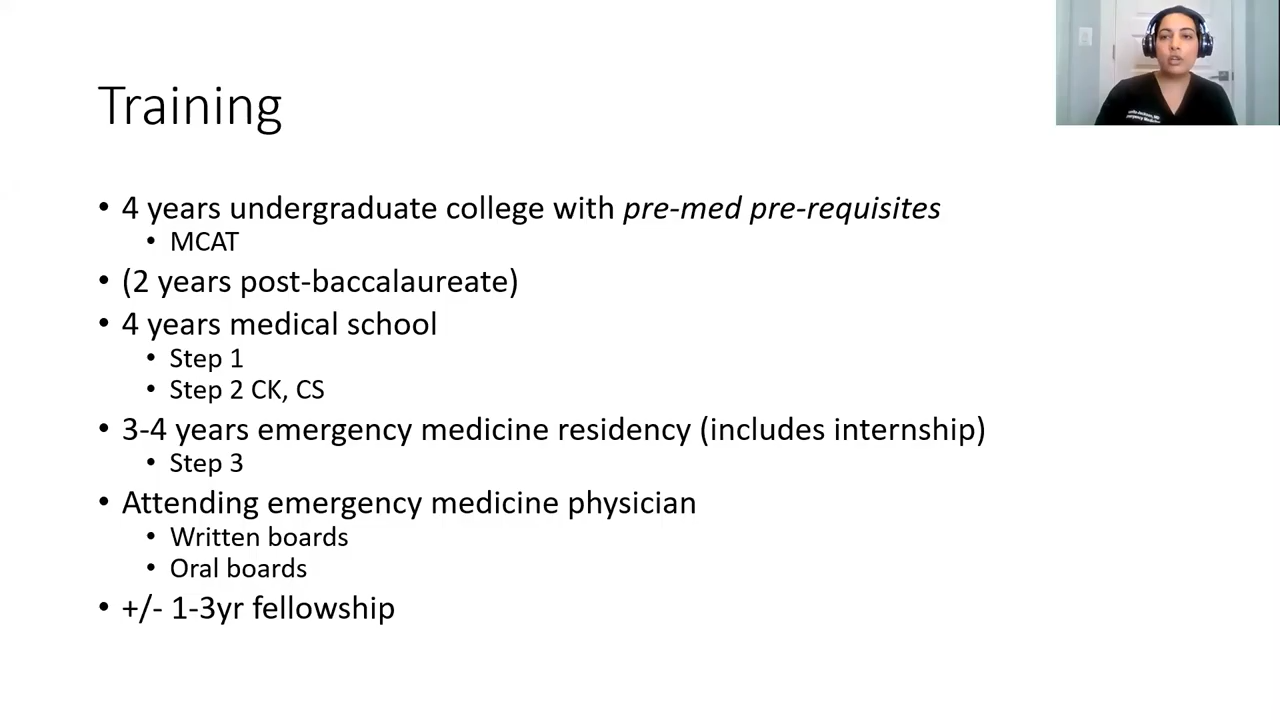 Training
• 4 years undergraduate college with pre-med pre-requisites
• MCAT
• (2 years post-baccalaureate)
• 4 years medical school
• Step 1
• Step 2 CK, CS
• 3-4 years emergency medicine residency (includes internship)
• Step 3
• Attending emergency medicine physician
• Written boards
• Oral boards
• +/- 1-3yr fellowship